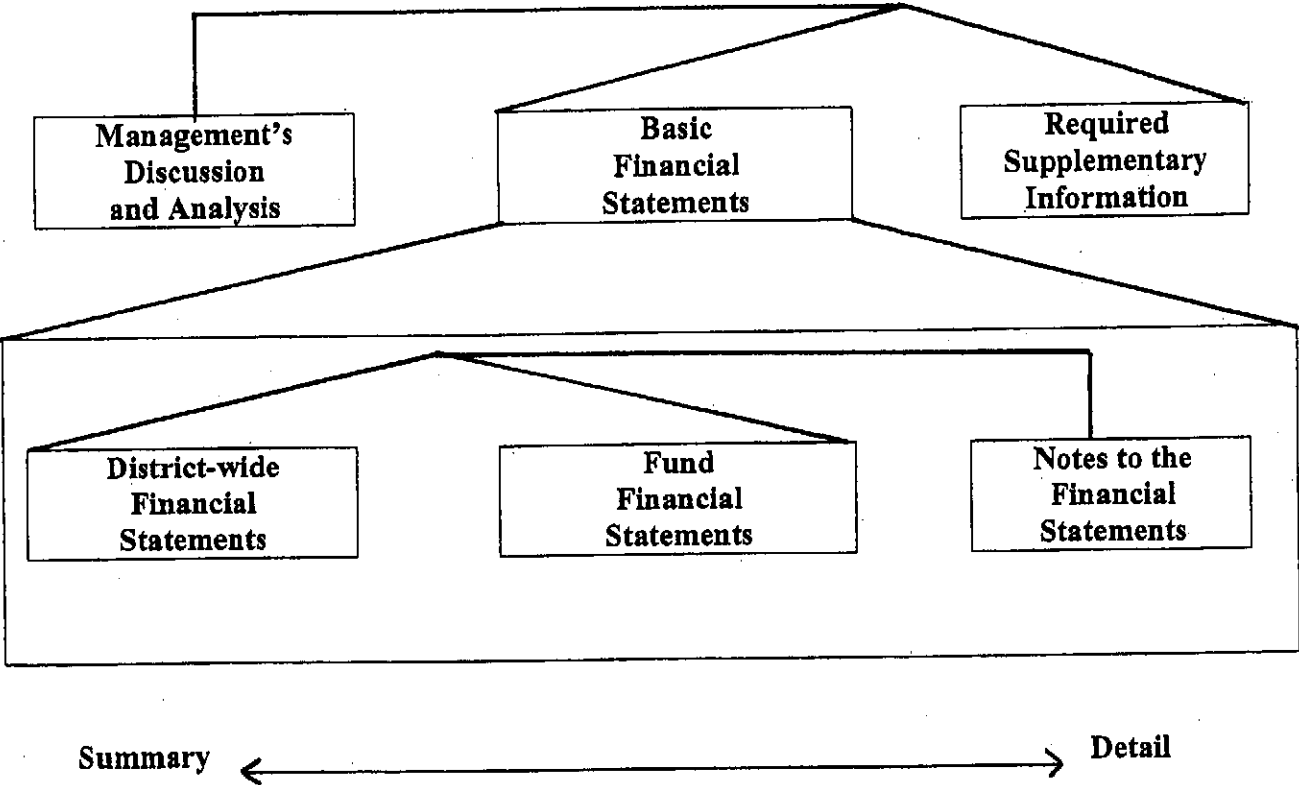 Management's
Discussion
and Analysis
Basic
Financial
Statements
Required
Supplementary
Information
District-wide
Financial
Statements
Fund
Financial
Statements
Notes to the
Financial
Statements
Summary
Detail